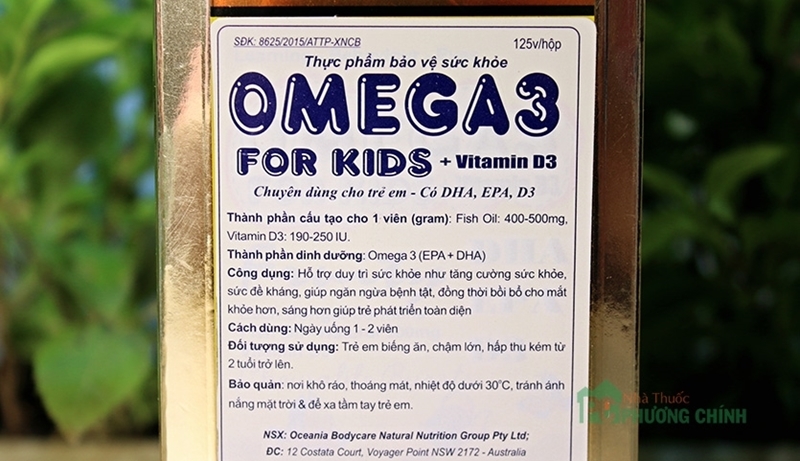 SĐK: 8625/2015/ATTP-XNCB 125v/hộp
Thực phẩm bảo vệ sức khỏe
OMEGA3
FOR KIDS + Vitamin D3
Chuyên dùng cho trẻ em - Có DHA, EPA, D3
Thành phần cấu tạo cho 1 viên (gram): Fish Oil: 400-500mg,
Vitamin D3: 190-250 IU.
Thành phần dinh dưỡng: Omega 3 (EPA + DHA)
Công dụng: Hỗ trợ duy trì sức khỏe như tăng cường sức khỏe,
sức đề kháng, giúp ngăn ngừa bệnh tật, đồng thời bồi bổ cho mắt
khỏe hơn, sáng hơn giúp trẻ phát triển toàn diện
Cách dùng: Ngày uống 1 - 2 viên
Đối tượng sử dụng: Trẻ em biếng ăn, chậm lớn, hấp thu kém từ
2 tuổi trở lên.
Bảo quản: nơi khô ráo, thoáng mát, nhiệt độ dưới 30°C, tránh ánh
nắng mặt trời & để xa tầm tay trẻ em.
Nhà Thuốc
PHƯƠNG CHÍNH
NSX: Oceania Bodycare Natural Nutrition Group Pty Ltd;
ĐC: 12 Costata Court, Voyager Point NSW 2172 - Australia